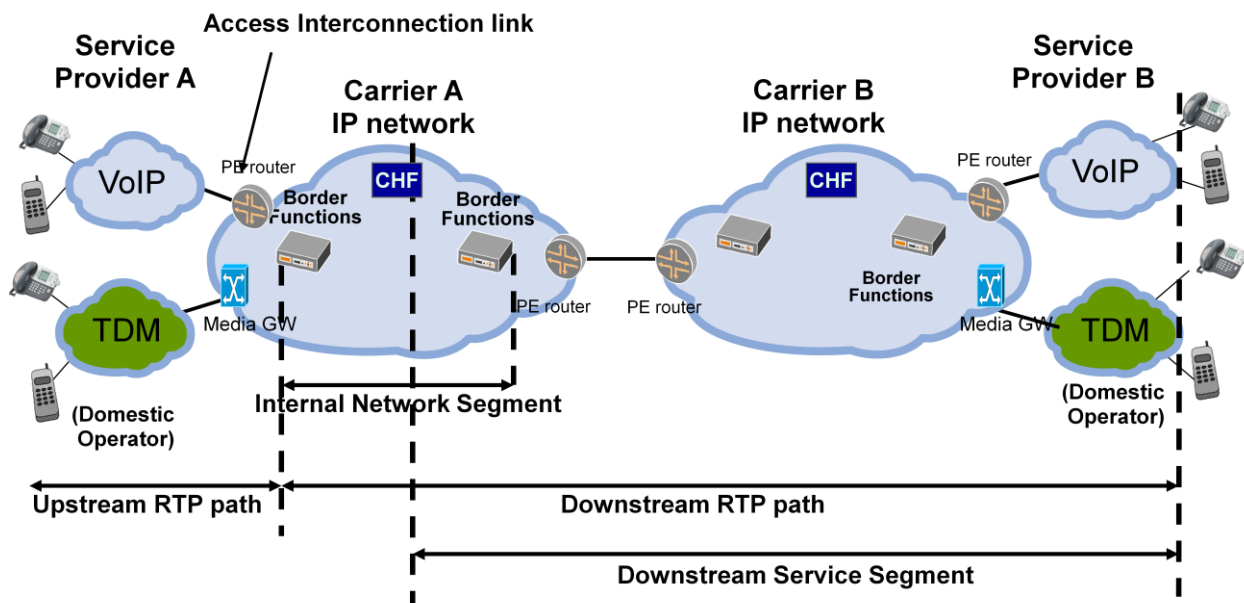 Access Interconnection link
Service
Provider A
Service
Provider B
Carrier A
IP network
Carrier B
IP network
PE router
VoIP
CHF
Border
Functions
Border
Functions
CHF
PE router
VoIP
TDM
Media GW
PE router
PE router
Border
Functions
Media GW
TDM
(Domestic
Operator)
Internal Network Segment
(Domestic
Operator)
Upstream RTP path
Downstream RTP path
Downstream Service Segment